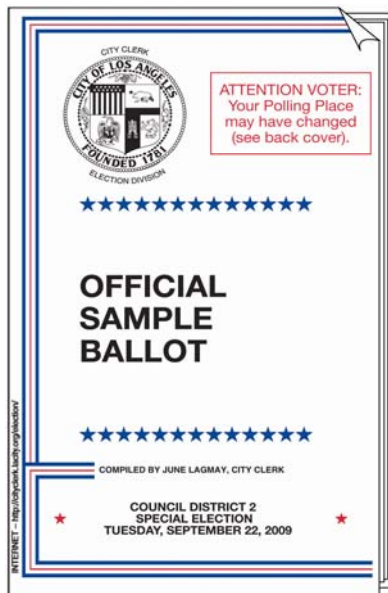 CITY CLERK
CITY OF LOS ANGELES
FOUNDED 1781
ELECTION DIVISION
ATTENTION VOTER:
Your Polling Place
may have changed
(see back cover).
OFFICIAL
SAMPLE
BALLOT
COMPILED BY JUNE LAGMAY, CITY CLERK
COUNCIL DISTRICT 2
SPECIAL ELECTION
TUESDAY, SEPTEMBER 22, 2009
INTERNET – http://cityclerk.lacity.org/election/